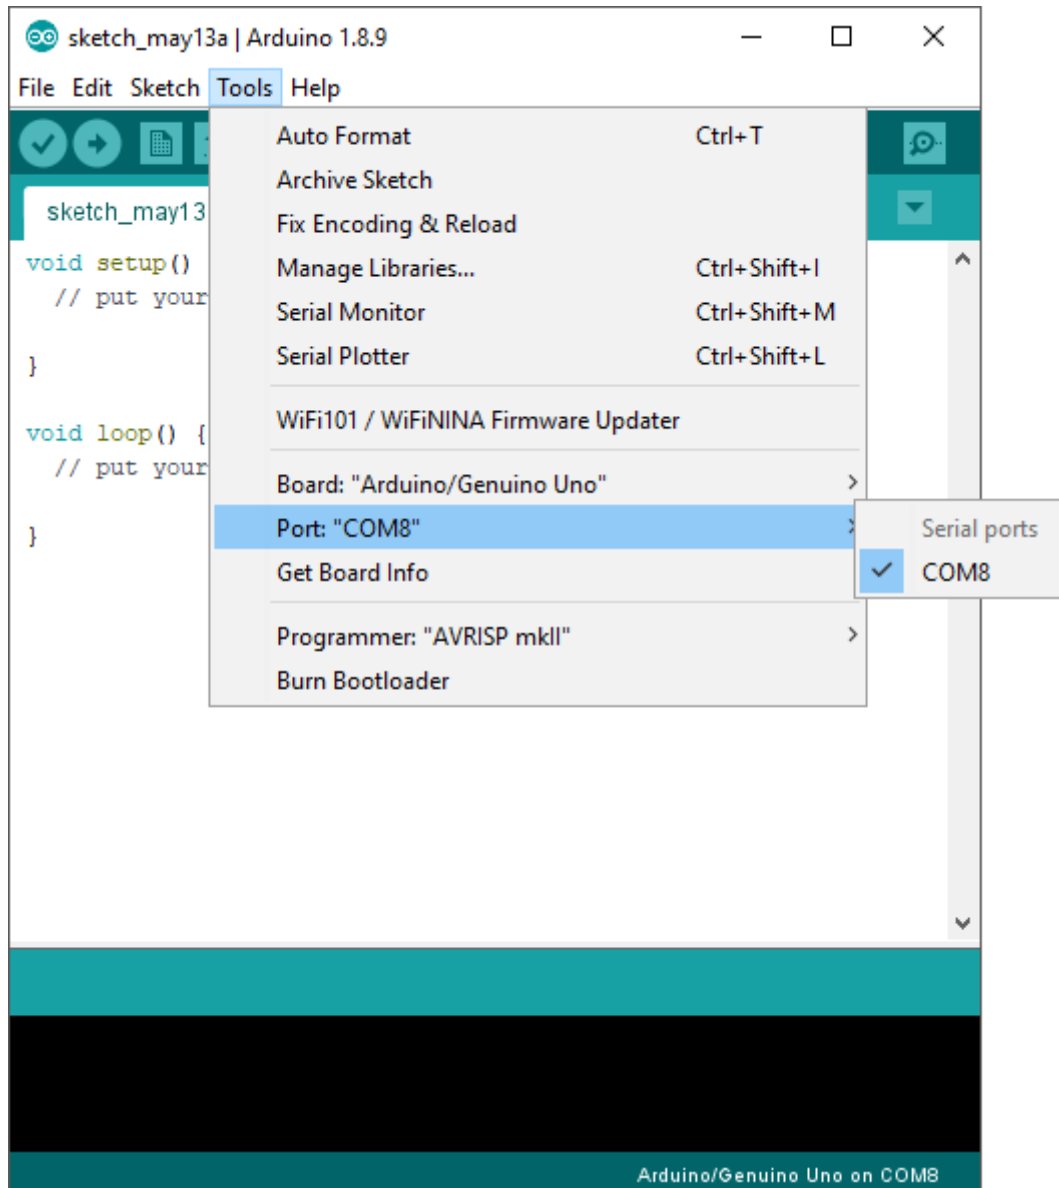 sketch_may13a | Arduino 1.8.9
File Edit Sketch Tools Help
sketch_may13
void setup()
// put your
}
void loop() {
// put your
}
Auto Format Ctrl+T
Archive Sketch
Fix Encoding & Reload
Manage Libraries... Ctrl+Shift+I
Serial Monitor Ctrl+Shift+M
Serial Plotter Ctrl+Shift+L
WiFi101 / WiFiNINA Firmware Updater
Board: "Arduino/Genuino Uno"
Port: "COM8"
Get Board Info
Programmer: "AVRISP mkII"
Burn Bootloader
Serial ports
COM8
Arduino/Genuino Uno on COM8